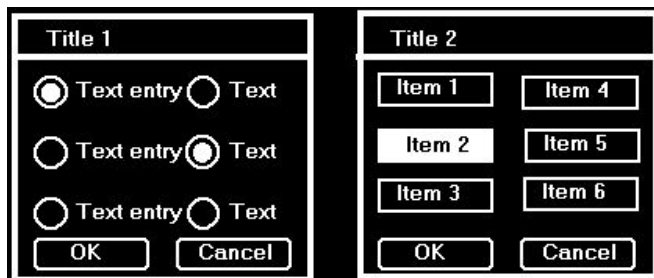 Title 1
Text entry Text
Text entry Text
Text entry Text
OK Cancel
Title 2
Item 1 Item 4
Item 2 Item 5
Item 3 Item 6
OK Cancel